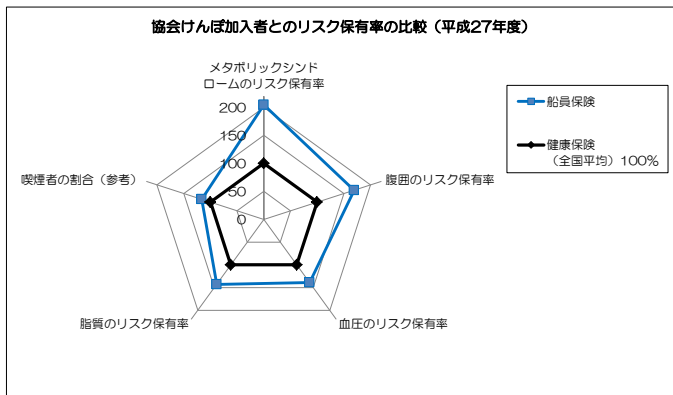 協会けんぽ加入者とのリスク保有率の比較（平成27年度）
メタボリックシンド
ロームのリスク保有率
200
150
100
50
0
腹囲のリスク保有率
血圧のリスク保有率
脂質のリスク保有率
喫煙者の割合（参考）
船員保険
健康保険
（全国平均）100%